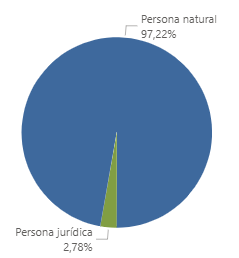 Persona natural
97,22%
Persona jurídica
2,78%